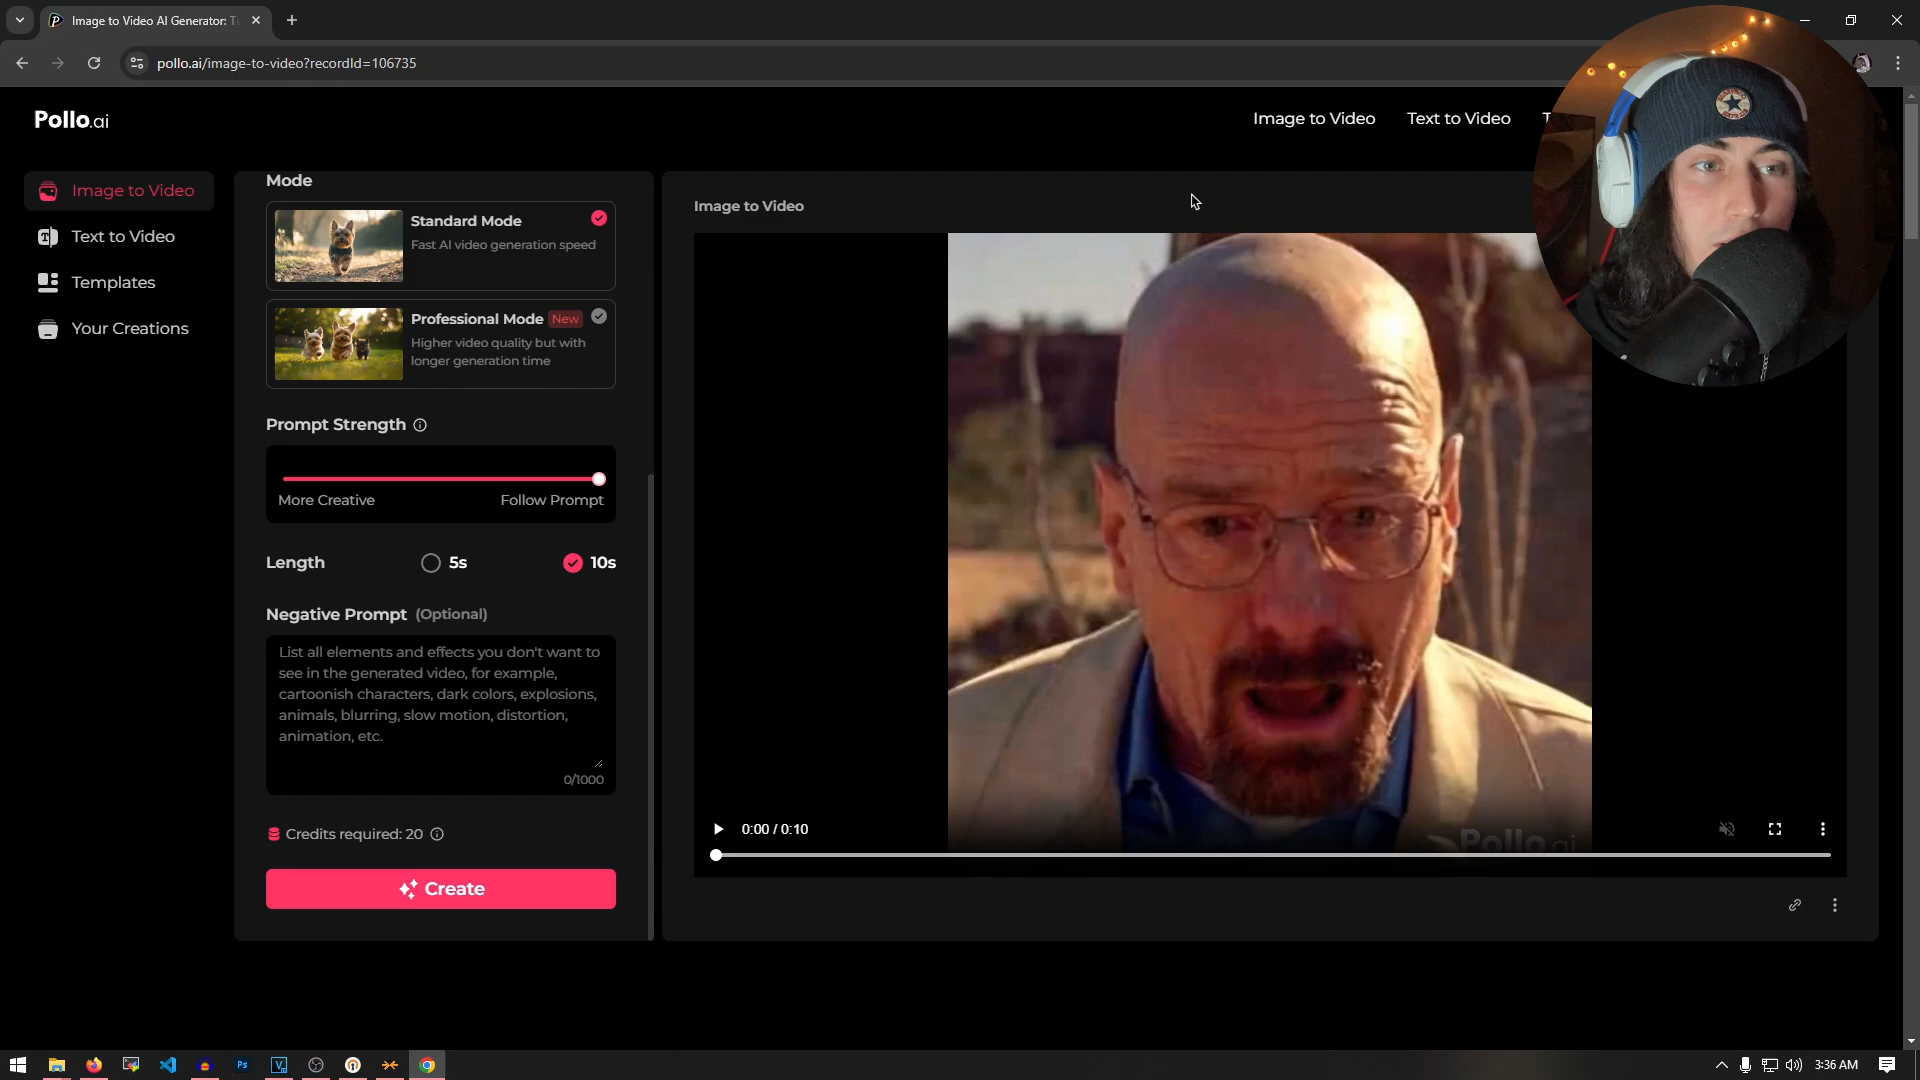 Image to Video AI Generator: T
pollo.ai/image-to-video?recordId=106735
Pollo.ai
Image to Video
Text to Video
Image to Video
Text to Video
Templates
Your Creations
Mode
Standard Mode
Fast AI video generation speed
Professional Mode New
Higher video quality but with
longer generation time
Prompt Strength
More Creative
Follow Prompt
Length
5s
10s
Negative Prompt (Optional)
List all elements and effects you don't want to
see in the generated video, for example,
cartoonish characters, dark colors, explosions,
animals, blurring, slow motion, distortion,
animation, etc.
0/1000
Credits required: 20
Create
Image to Video
0:00 / 0:10
Pollo.ai
3:36 AM